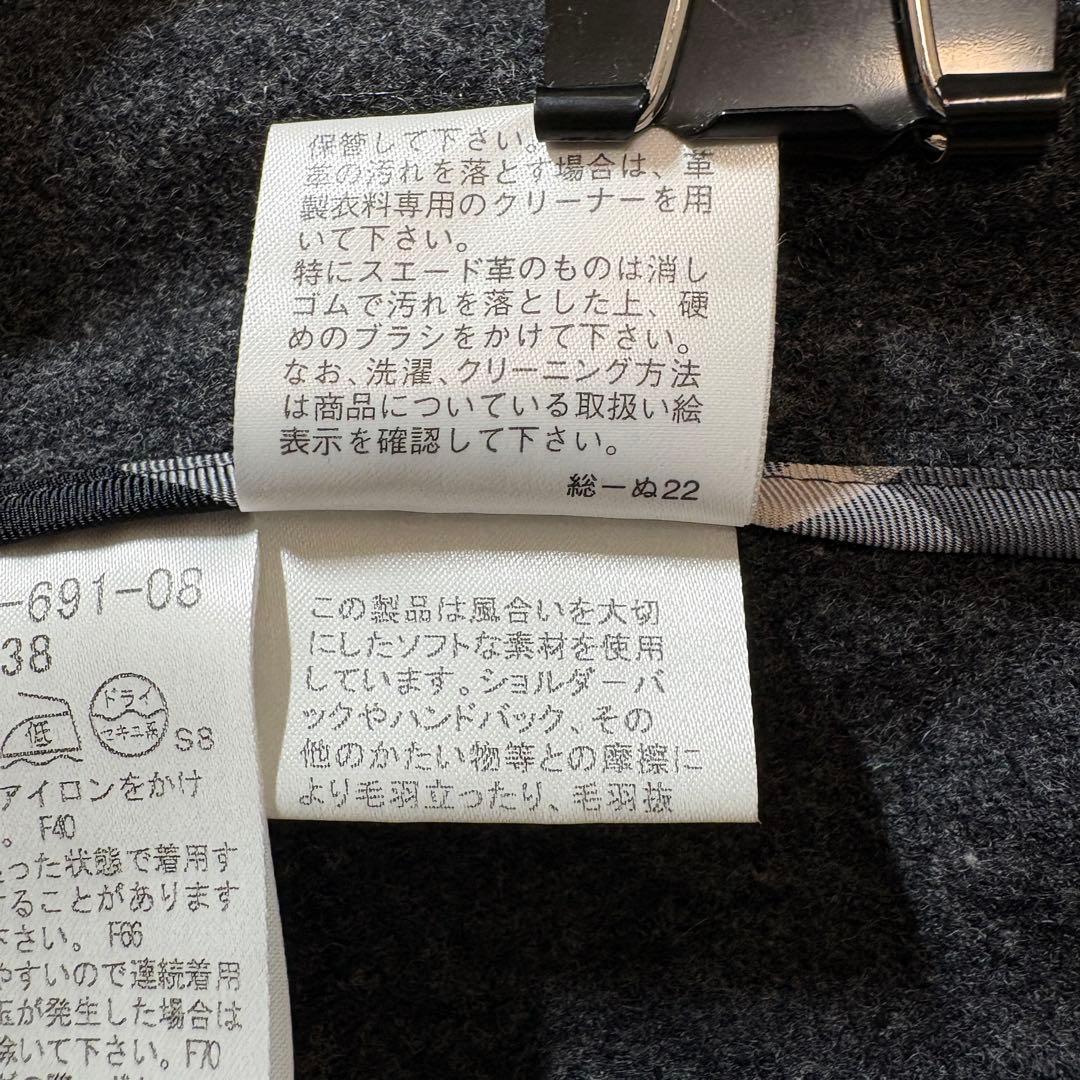 保管して下さい。
革の汚れを落とす場合は、革
製衣料専用のクリーナーを用
いて下さい。
特にスエード革のものは消し
ゴムで汚れを落とした上、硬
めのブラシをかけて下さい。
なお、洗濯、クリーニング方法
は商品についている取扱い絵
表示を確認して下さい。
総ーぬ22
この製品は風合いを大切
にしたソフトな素材を使用
しています。ショルダーバ
ックやハンドバック、その
他のかたい物等との摩擦に
より毛羽立ったり、毛羽抜
-691-08
38
低
ドライ
セキユ系
S8
アイロンをかけ
。F40
った状態で着用す
することがあります
下さい。F66
やすいので連続着用
玉が発生した場合は
除いて下さい。F70